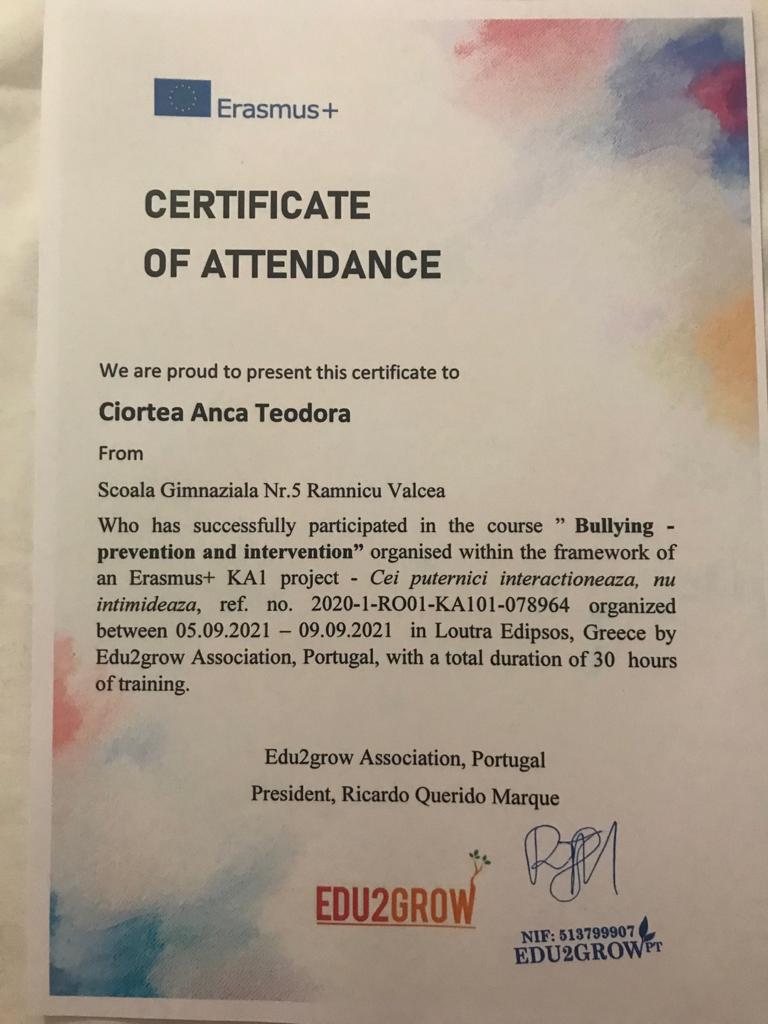 Erasmus+
CERTIFICATE
OF ATTENDANCE
We are proud to present this certificate to
Ciortea Anca Teodora
From
Scoala Gimnaziala Nr.5 Ramnicu Valcea
Who has successfully participated in the course ” Bullying -
prevention and intervention” organised within the framework of
an Erasmus+ KA1 project - Cei puternici interactioneaza, nu
intimideaza, ref. no. 2020-1-RO01-KA101-078964 organized
between 05.09.2021 – 09.09.2021 in Loutra Edipsos, Greece by
Edu2grow Association, Portugal, with a total duration of 30 hours
of training.
Edu2grow Association, Portugal
President, Ricardo Querido Marque
EDU2GROW
NIF: 513799907
EDU2GROW PT